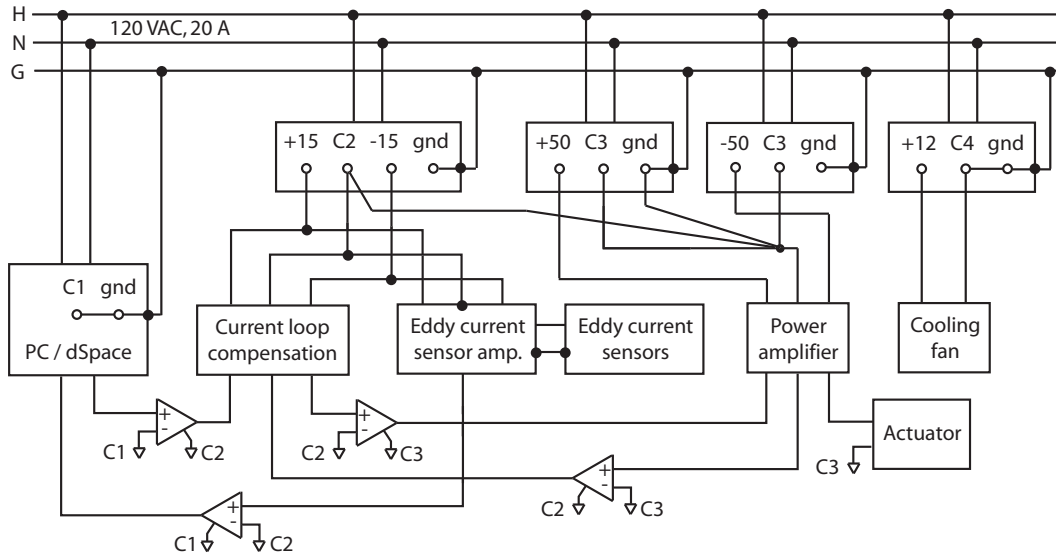 H
120 VAC, 20 A
N
G
+15 C2 -15 gnd
+50 C3 gnd
-50 C3 gnd
+12 C4 gnd
C1 gnd
PC / dSpace
Current loop
compensation
Eddy current
sensor amp.
Eddy current
sensors
Power
amplifier
Cooling
fan
+
-
C1
C2
+
-
C2
C3
Actuator
C3
+
-
C2
C3
+
-
C1
C2